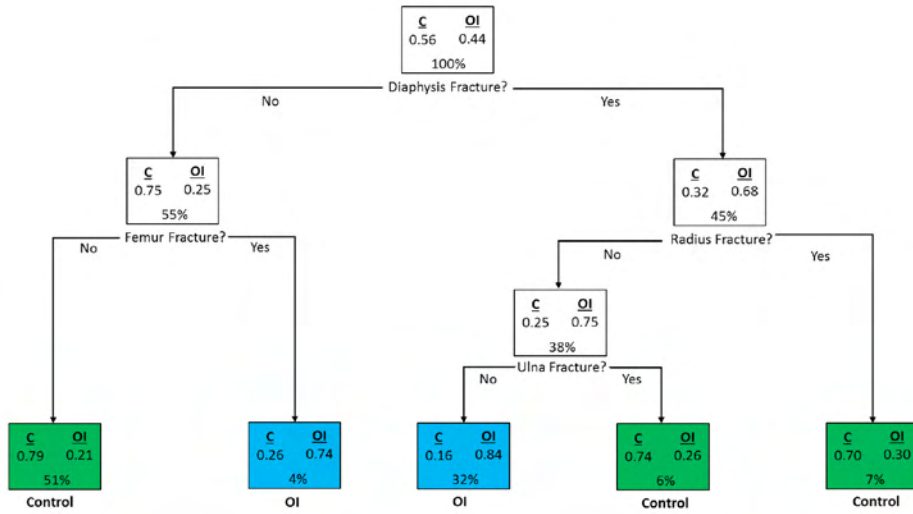 C OI
0.56 0.44
100%
Diaphysis Fracture?
No Yes
C OI
0.75 0.25
55%
Femur Fracture?
No Yes
C OI
0.32 0.68
45%
Radius Fracture?
No Yes
C OI
0.25 0.75
38%
Ulna Fracture?
No Yes
C OI
0.79 0.21
51%
Control
C OI
0.26 0.74
4%
OI
C OI
0.16 0.84
32%
OI
C OI
0.74 0.26
6%
Control
C OI
0.70 0.30
7%
Control